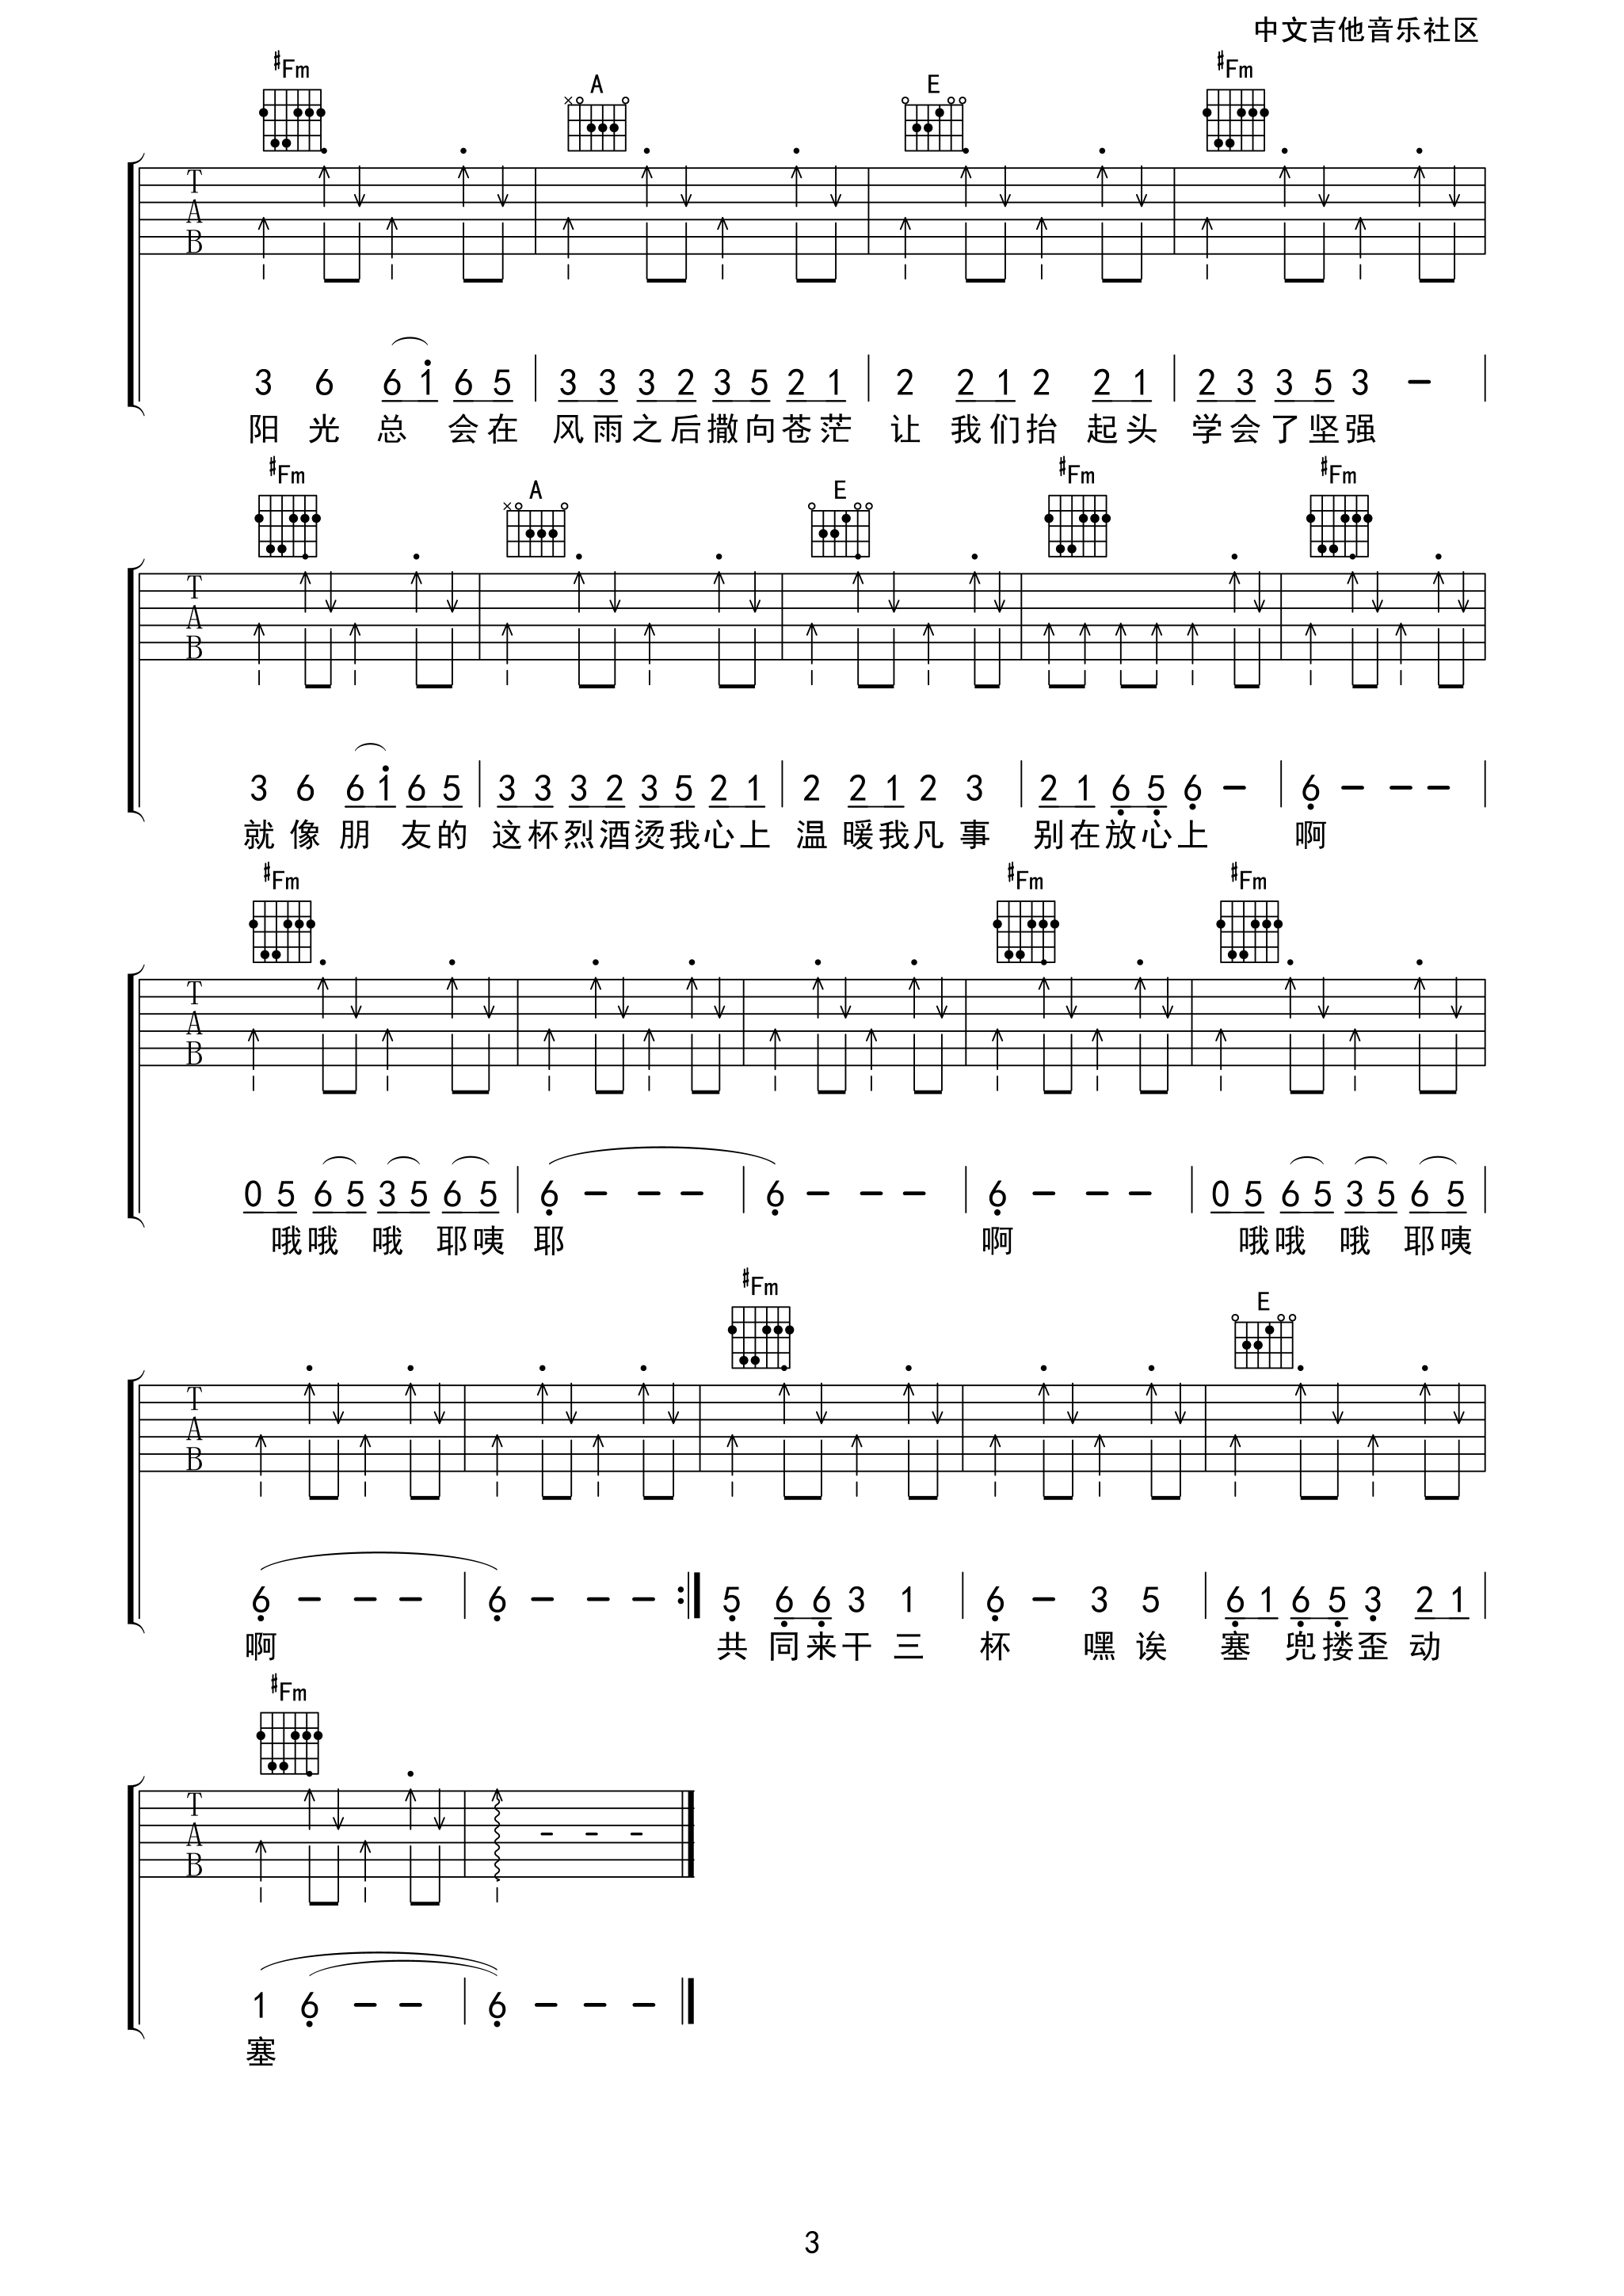 中文吉他音乐社区
#Fm A E #Fm
T
A
B
3 6 6 1 6 5 | 3 3 3 2 3 5 2 1 | 2 2 1 2 2 1 | 2 3 3 5 3 - |
阳光总会在风雨之后撒向苍茫让我们抬起头学会了坚强
#Fm A E #Fm #Fm
T
A
B
3 6 6 1 6 5 | 3 3 3 2 3 5 2 1 | 2 2 1 2 3 | 2 1 6 5 6 - | 6 - - - |
就像朋友的这杯烈酒烫我心上温暖我凡事别在放心上啊
#Fm #Fm #Fm
T
A
B
0 5 6 5 3 5 6 5 | 6 - - - | 6 - - - | 6 - - - | 0 5 6 5 3 5 6 5 |
哦哦哦耶咦耶啊哦哦哦耶咦
#Fm E
T
A
B
6 - - - | 6 - - - :| 5 6 6 3 1 | 6 - 3 5 | 6 1 6 5 3 2 1 |
啊共同来干三杯嘿诶塞兜搂歪动
#Fm
T
A
B
- - -
1 6 - - | 6 - - - |
塞
3